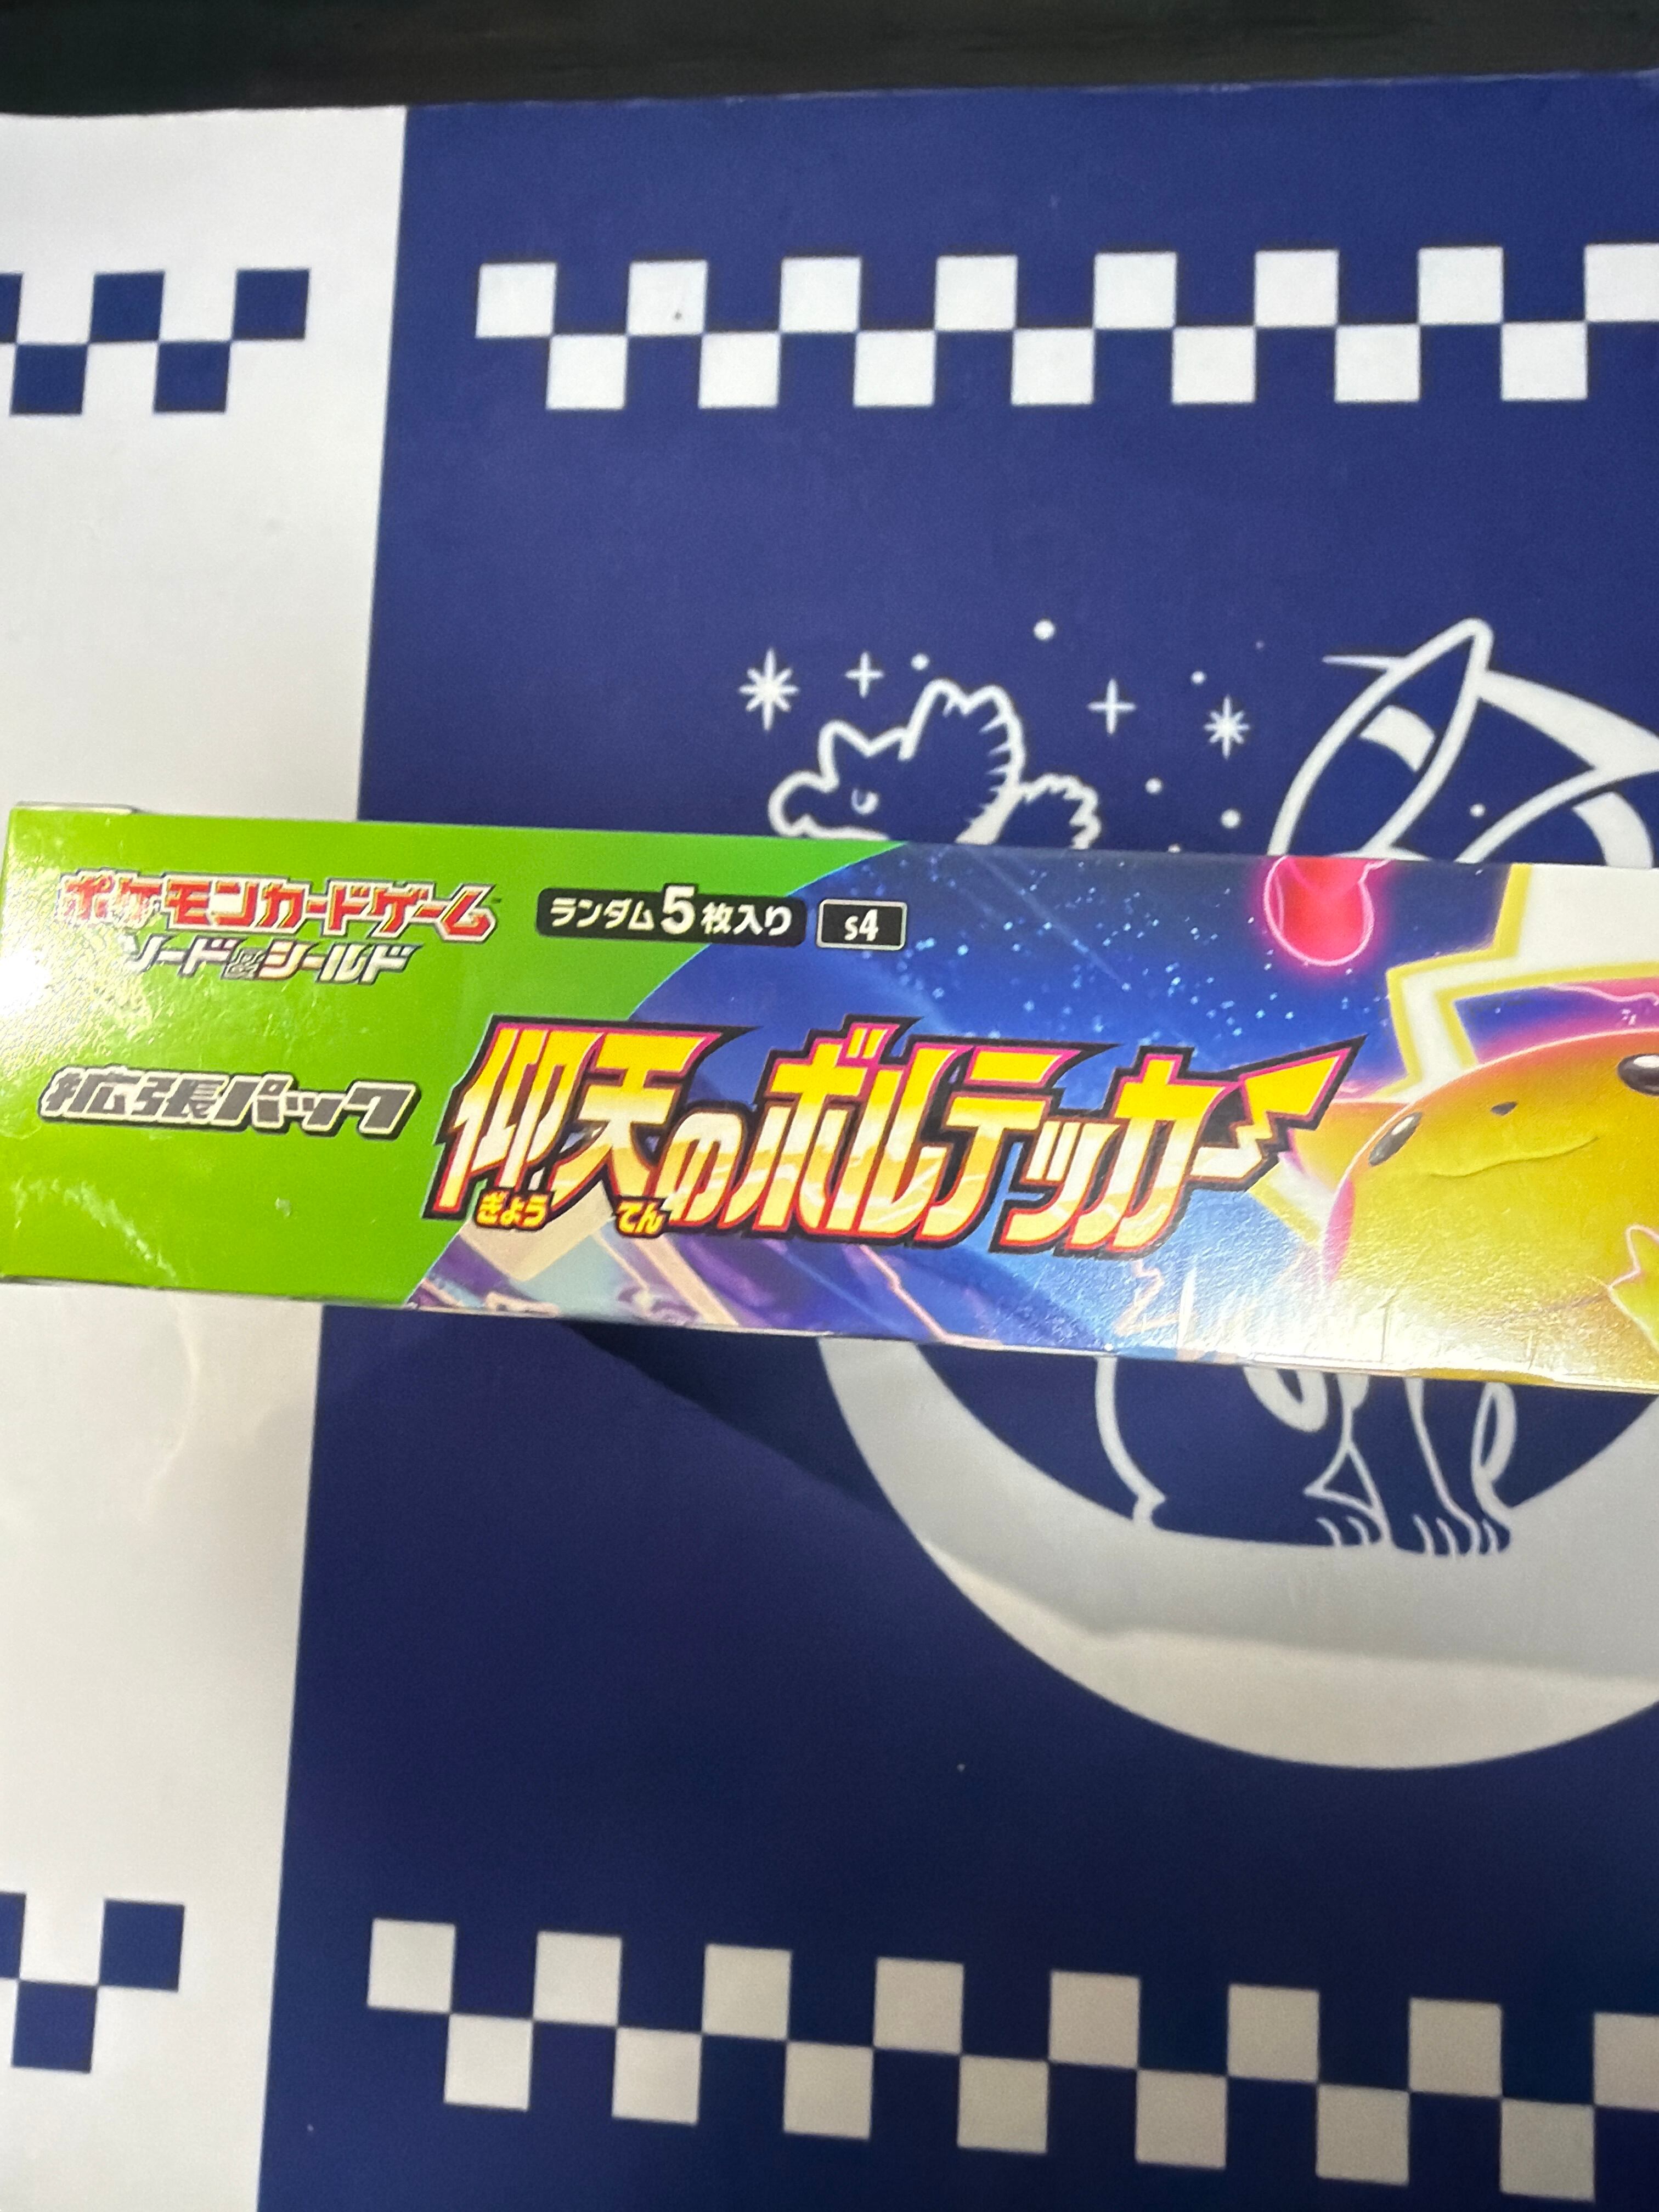 ポケモンカードゲーム
ソード&シールド
ランダム5枚入り
s4
拡張パック
仰天のボルテッカー
ぎょう てん